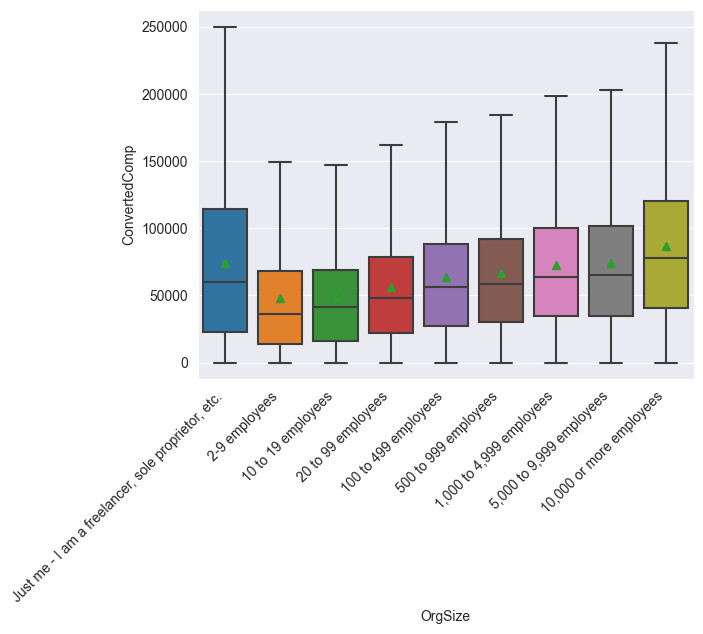 250000
200000
150000
100000
50000
0
ConvertedComp
Just me - I am a freelancer, sole proprietor, etc.
2-9 employees
10 to 19 employees
20 to 99 employees
100 to 499 employees
500 to 999 employees
1,000 to 4,999 employees
5,000 to 9,999 employees
10,000 or more employees
OrgSize